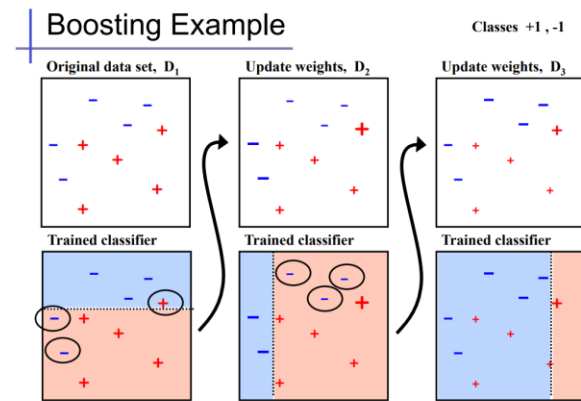 Boosting Example
Classes +1 , -1
Original data set, D₁
Update weights, D₂
Update weights, D₃
Trained classifier
Trained classifier
Trained classifier